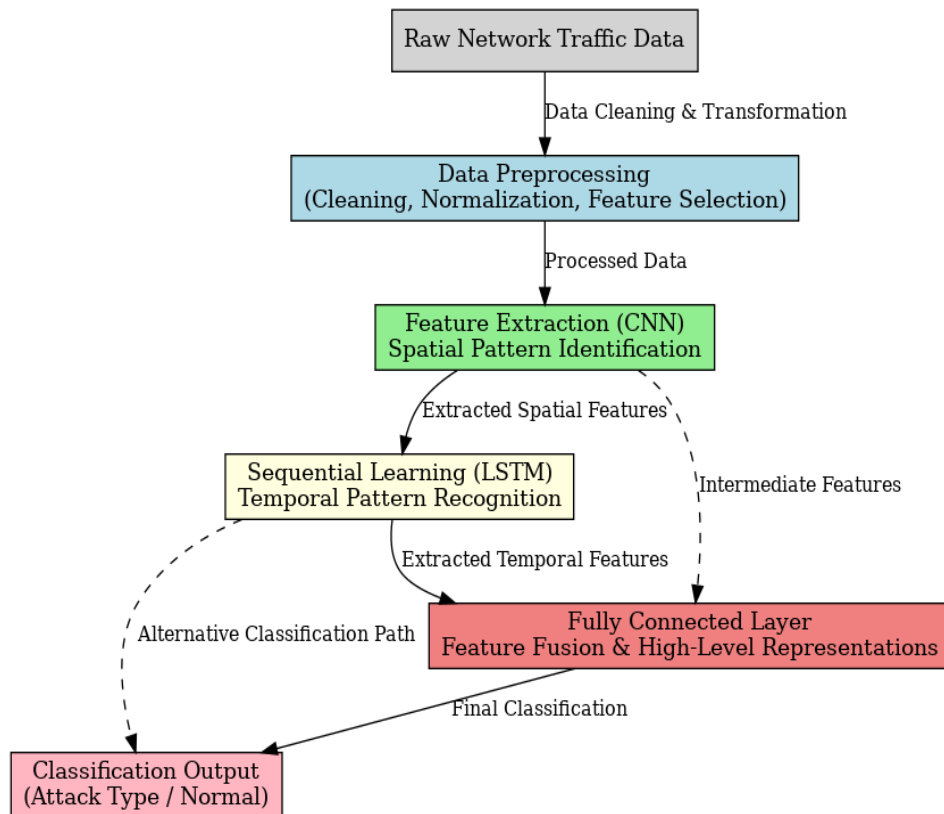 Raw Network Traffic Data
Data Cleaning & Transformation
Data Preprocessing
(Cleaning, Normalization, Feature Selection)
Processed Data
Feature Extraction (CNN)
Spatial Pattern Identification
Extracted Spatial Features
Sequential Learning (LSTM)
Temporal Pattern Recognition
Intermediate Features
Extracted Temporal Features
Alternative Classification Path
Fully Connected Layer
Feature Fusion & High-Level Representations
Final Classification
Classification Output
(Attack Type / Normal)